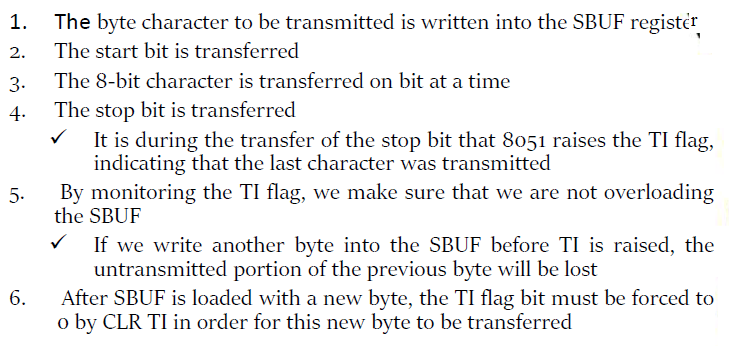 1. The byte character to be transmitted is written into the SBUF register
2. The start bit is transferred
3. The 8-bit character is transferred on bit at a time
4. The stop bit is transferred
✓ It is during the transfer of the stop bit that 8051 raises the TI flag,
indicating that the last character was transmitted
5. By monitoring the TI flag, we make sure that we are not overloading
the SBUF
✓ If we write another byte into the SBUF before TI is raised, the
untransmitted portion of the previous byte will be lost
6. After SBUF is loaded with a new byte, the TI flag bit must be forced to
0 by CLR TI in order for this new byte to be transferred